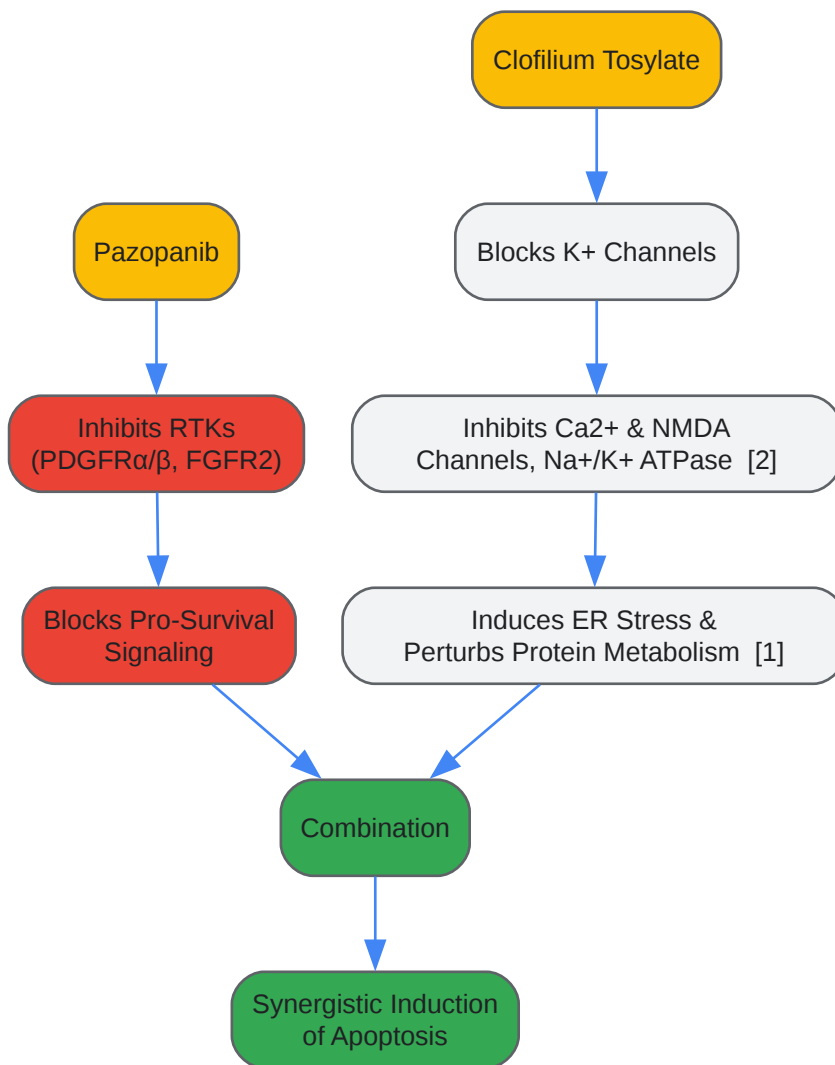 Clofilium Tosylate
Pazopanib
Blocks K+ Channels
Inhibits RTKs
(PDGFRα/β, FGFR2)
Inhibits Ca2+ & NMDA
Channels, Na+/K+ ATPase [2]
Blocks Pro-Survival
Signaling
Induces ER Stress &
Perturbs Protein Metabolism [1]
Combination
Synergistic Induction
of Apoptosis